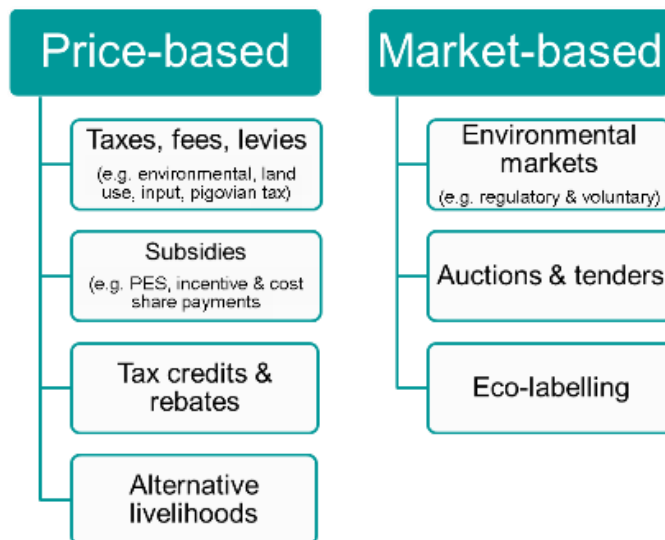 Price-based
Taxes, fees, levies
(e.g. environmental, land
use, input, pigovian tax)
Subsidies
(e.g. PES, incentive & cost
share payments
Tax credits &
rebates
Alternative
livelihoods
Market-based
Environmental
markets
(e.g. regulatory & voluntary)
Auctions & tenders
Eco-labelling